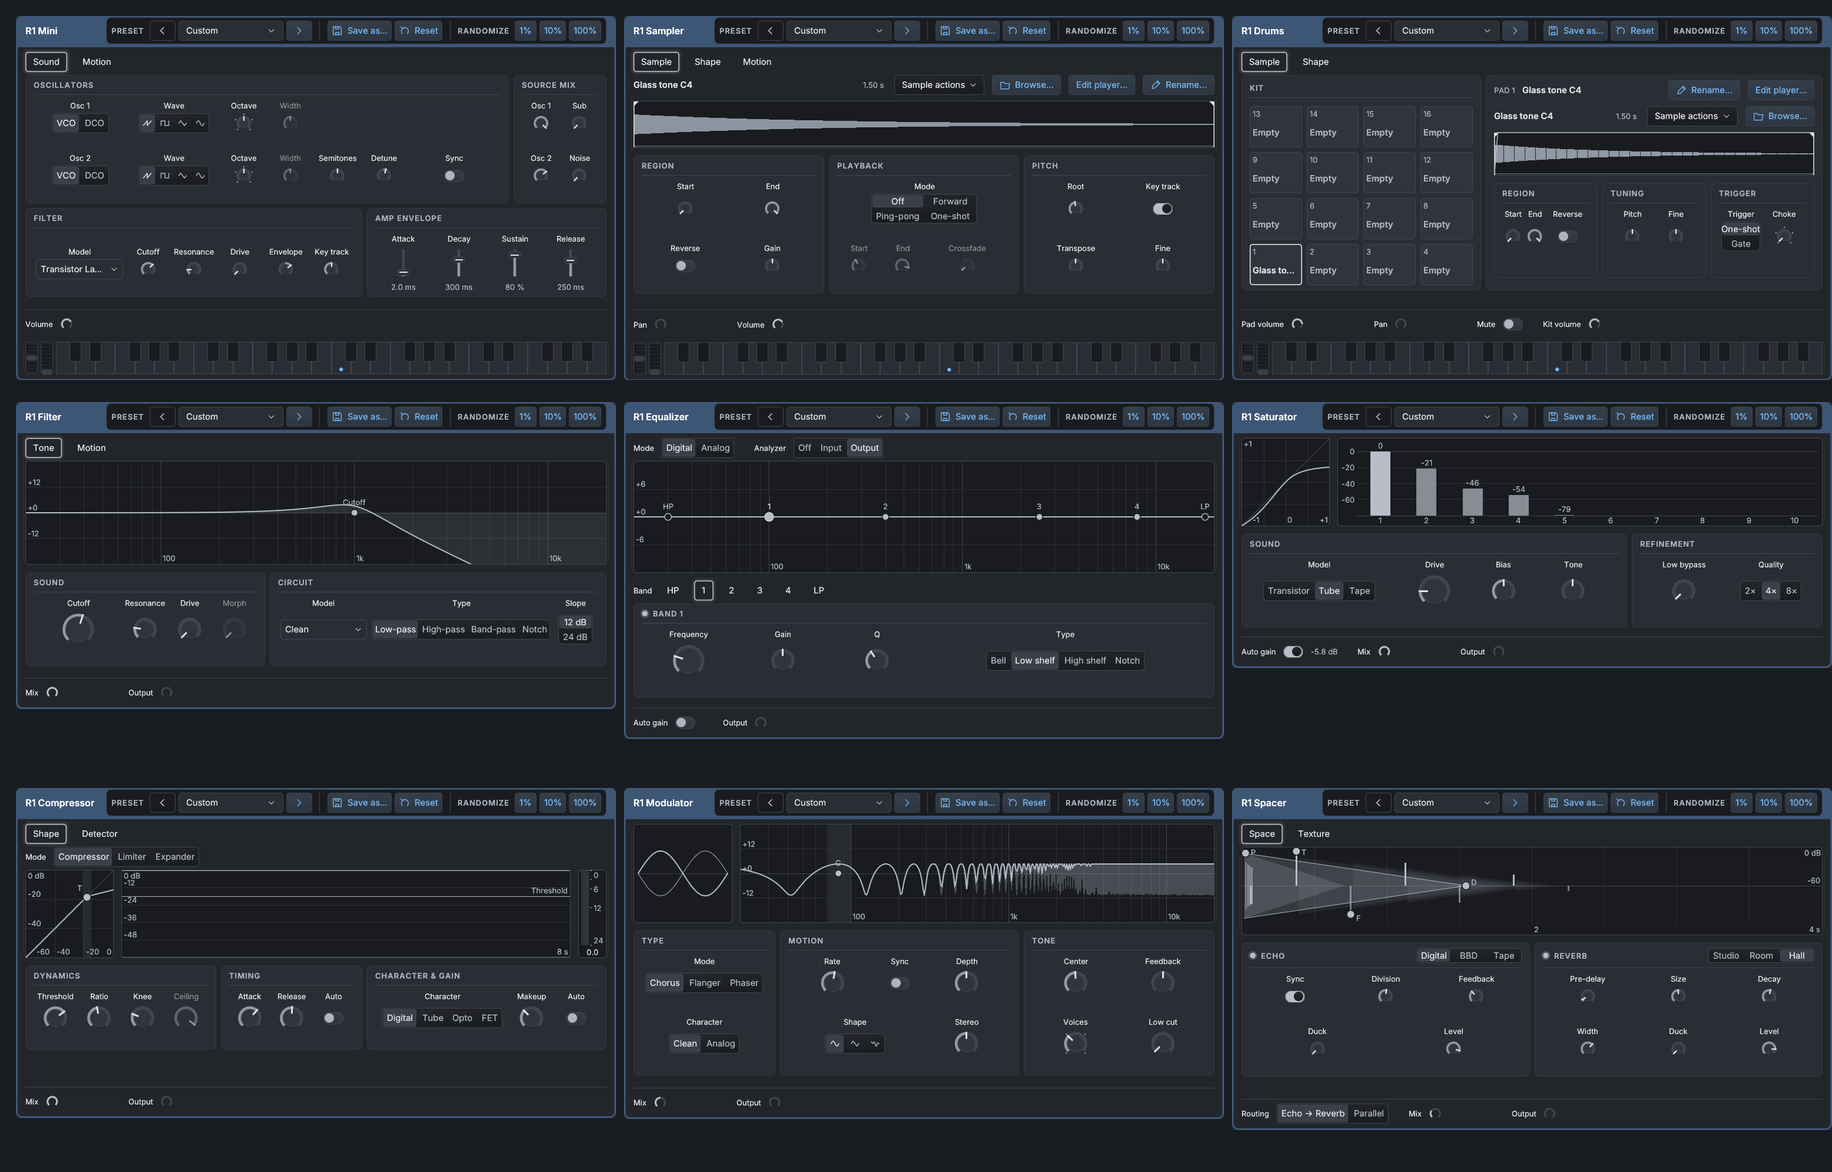 R1 Mini PRESET Custom Save as... Reset RANDOMIZE 1% 10% 100%
Sound Motion
OSCILLATORS
Osc 1 Wave Octave Width
VCO DCO
Osc 2 Wave Octave Width Semitones Detune Sync
VCO DCO
SOURCE MIX
Osc 1 Sub
Osc 2 Noise
FILTER
Model Cutoff Resonance Drive Envelope Key track
Transistor La...
AMP ENVELOPE
Attack Decay Sustain Release
2.0 ms 300 ms 80 % 250 ms
Volume
R1 Sampler PRESET Custom Save as... Reset RANDOMIZE 1% 10% 100%
Sample Shape Motion
Glass tone C4 1.50 s Sample actions Browse... Edit player... Rename...
REGION
Start End
Reverse Gain
PLAYBACK
Mode
Off Forward
Ping-pong One-shot
Start End Crossfade
PITCH
Root Key track
Transpose Fine
Pan Volume
R1 Drums PRESET Custom Save as... Reset RANDOMIZE 1% 10% 100%
Sample Shape
KIT
13 14 15 16
Empty Empty Empty Empty
9 10 11 12
Empty Empty Empty Empty
5 6 7 8
Empty Empty Empty Empty
1 2 3 4
Glass to... Empty Empty Empty
PAD 1 Glass tone C4 Rename... Edit player...
Glass tone C4 1.50 s Sample actions Browse...
REGION
Start End Reverse
TUNING
Pitch Fine
TRIGGER
Trigger Choke
One-shot
Gate
Pad volume Pan Mute Kit volume
R1 Filter PRESET Custom Save as... Reset RANDOMIZE 1% 10% 100%
Tone Motion
+12
+0
-12
Cutoff
100 1k 10k
SOUND
Cutoff Resonance Drive Morph
CIRCUIT
Model Type Slope
Clean Low-pass High-pass Band-pass Notch 12 dB
24 dB
Mix Output
R1 Equalizer PRESET Custom Save as... Reset RANDOMIZE 1% 10% 100%
Mode Digital Analog Analyzer Off Input Output
+6
+0
-6
HP 1 2 3 4 LP
100 1k 10k
Band HP 1 2 3 4 LP
BAND 1
Frequency Gain Q Type
Bell Low shelf High shelf Notch
Auto gain Output
R1 Saturator PRESET Custom Save as... Reset RANDOMIZE 1% 10% 100%
+1
-1 0 +1
0
-20
-40
-60
0 -21 -46 -54 -79
1 2 3 4 5 6 7 8 9 10
SOUND
Model Drive Bias Tone
Transistor Tube Tape
REFINEMENT
Low bypass Quality
2× 4× 8×
Auto gain -5.8 dB Mix Output
R1 Compressor PRESET Custom Save as... Reset RANDOMIZE 1% 10% 100%
Shape Detector
Mode Compressor Limiter Expander
0 dB
-20
-40
T
-60 -40 -20 0
0 dB
-12
-24
-36
-48
Threshold
8 s
0
-6
-12
24
0.0
DYNAMICS
Threshold Ratio Knee Ceiling
TIMING
Attack Release Auto
CHARACTER & GAIN
Character Makeup Auto
Digital Tube Opto FET
Mix Output
R1 Modulator PRESET Custom Save as... Reset RANDOMIZE 1% 10% 100%
+12
+0
-12
C
100 1k 10k
TYPE
Mode
Chorus Flanger Phaser
Character
Clean Analog
MOTION
Rate Sync Depth
Shape Stereo
TONE
Center Feedback
Voices Low cut
Mix Output
R1 Spacer PRESET Custom Save as... Reset RANDOMIZE 1% 10% 100%
Space Texture
P T 0 dB
D -60
F
2 4 s
ECHO Digital BBD Tape
Sync Division Feedback
Duck Level
REVERB Studio Room Hall
Pre-delay Size Decay
Width Duck Level
Routing Echo → Reverb Parallel Mix Output